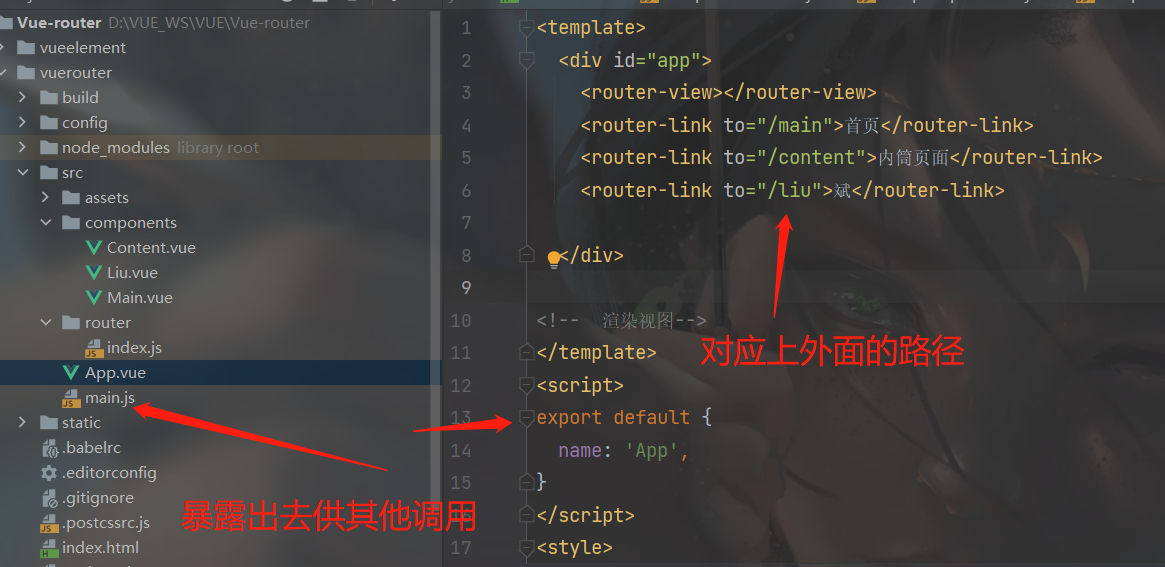 Vue-router D:\VUE_WS\VUE\Vue-router
vueelement
vuerouter
build
config
node_modules library root
src
assets
components
Content.vue
Liu.vue
Main.vue
router
index.js
App.vue
main.js
static
.babelrc
.editorconfig
.gitignore
.postcssrc.js
index.html
1 <template>
2 <div id="app">
3 <router-view></router-view>
4 <router-link to="/main">首页</router-link>
5 <router-link to="/content">内筒页面</router-link>
6 <router-link to="/liu">斌</router-link>
7
8 </div>
9
10 <!-- 渲染视图-->
11 </template>
12 <script>
13 export default {
14 name: 'App',
15 }
16 </script>
17 <style>
对应上外面的路径
暴露出去供其他调用